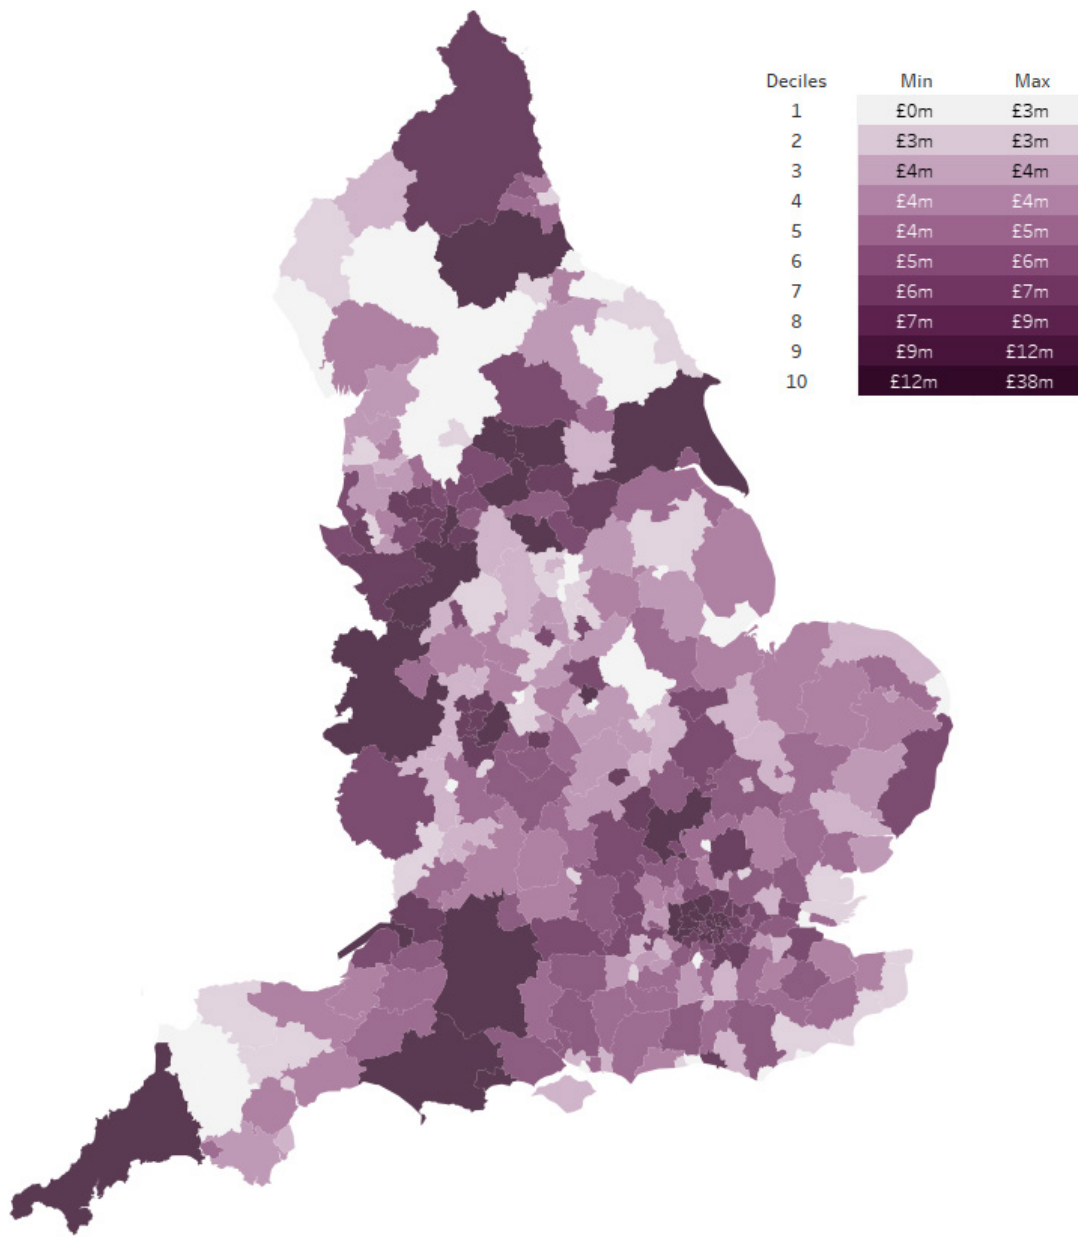 Deciles Min Max
1 £0m £3m
2 £3m £3m
3 £4m £4m
4 £4m £4m
5 £4m £5m
6 £5m £6m
7 £6m £7m
8 £7m £9m
9 £9m £12m
10 £12m £38m